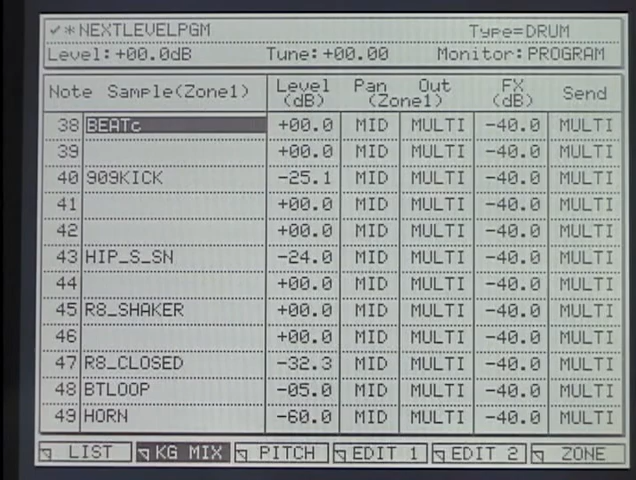 ✓*NEXTLEVELPGM Type=DRUM
Level:+00.0dB Tune:+00.00 Monitor:PROGRAM
Note Sample(Zone1) Level (dB) Pan Out (Zone1) FX (dB) Send
38 BEATc +00.0 MID MULTI -40.0 MULTI
39 +00.0 MID MULTI -40.0 MULTI
40 909KICK -25.1 MID MULTI -40.0 MULTI
41 +00.0 MID MULTI -40.0 MULTI
42 +00.0 MID MULTI -40.0 MULTI
43 HIP_S_SN -24.0 MID MULTI -40.0 MULTI
44 +00.0 MID MULTI -40.0 MULTI
45 R8_SHAKER +00.0 MID MULTI -40.0 MULTI
46 +00.0 MID MULTI -40.0 MULTI
47 R8_CLOSED -32.3 MID MULTI -40.0 MULTI
48 BTLOOP -05.0 MID MULTI -40.0 MULTI
49 HORN -60.0 MID MULTI -40.0 MULTI
LIST KG MIX PITCH EDIT 1 EDIT 2 ZONE